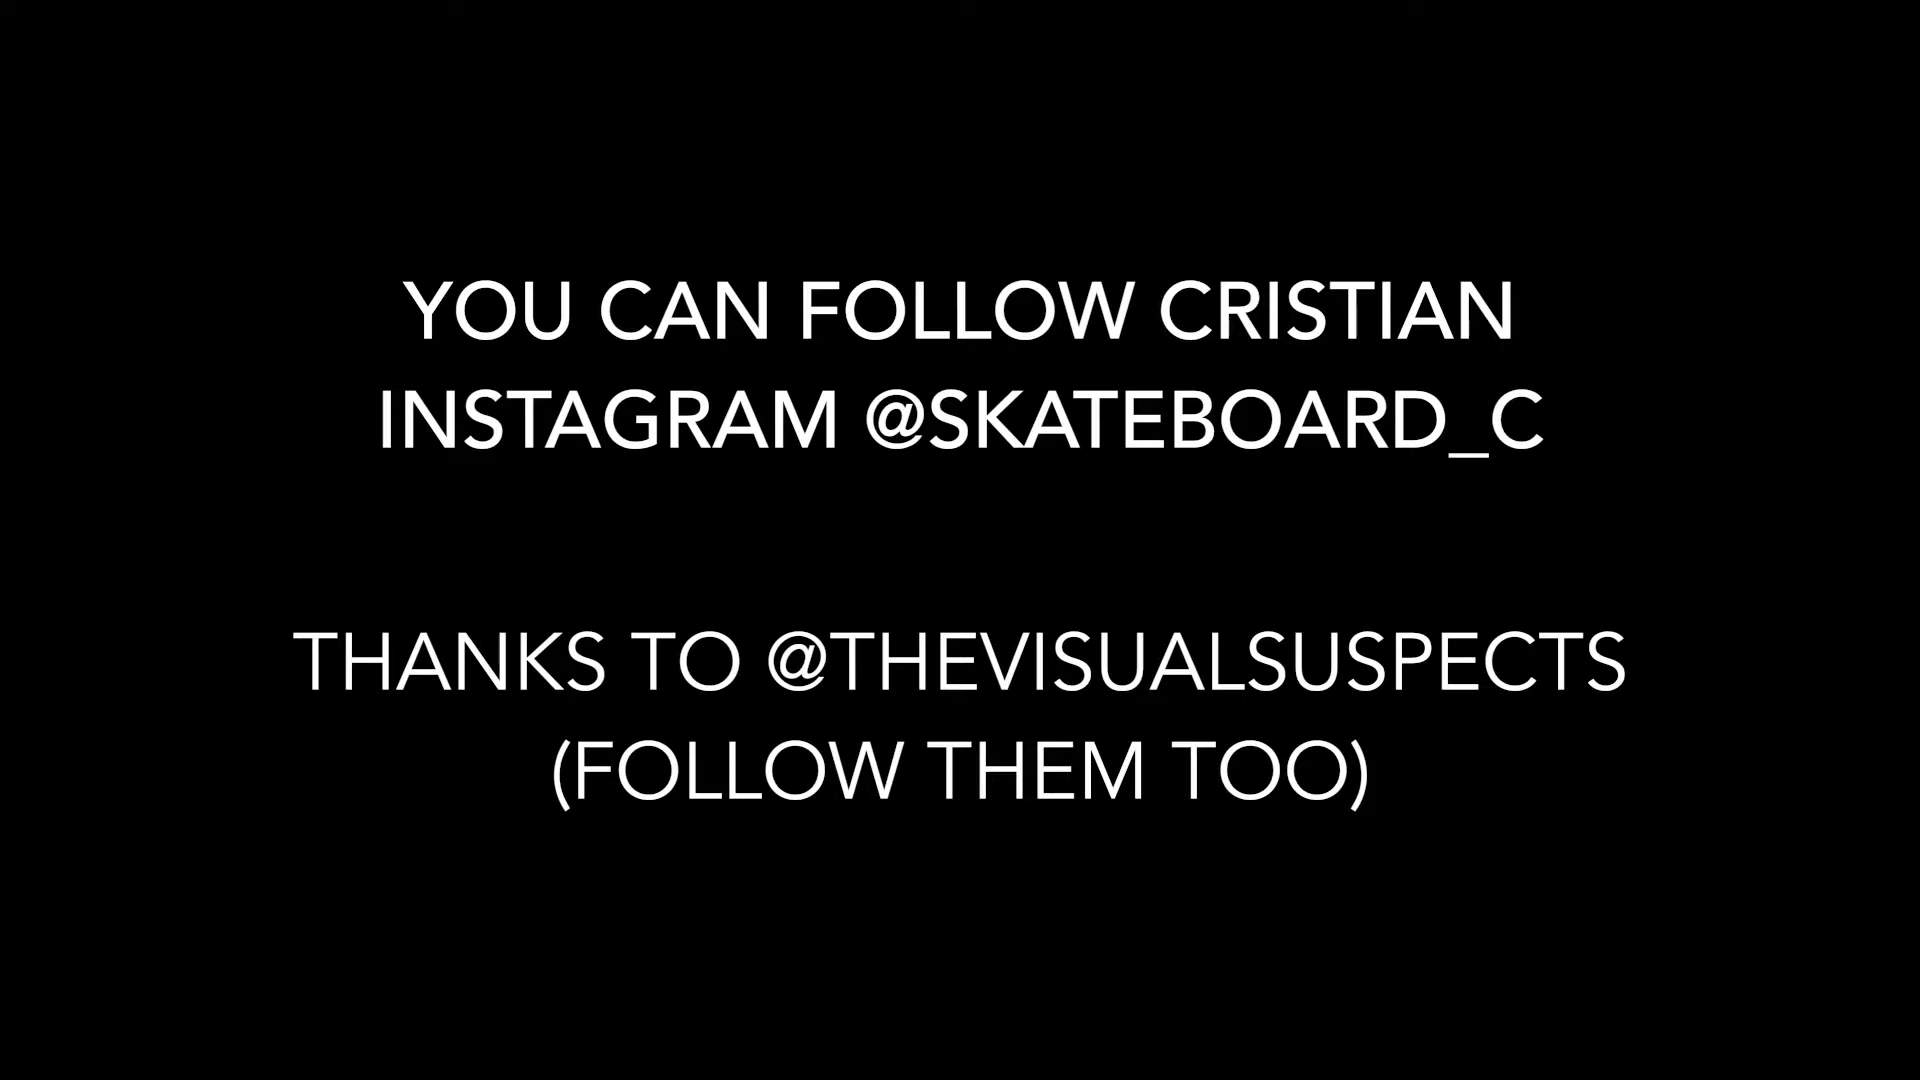 YOU CAN FOLLOW CRISTIAN
INSTAGRAM @SKATEBOARD_C
THANKS TO @THEVISUALSUSPECTS
(FOLLOW THEM TOO)